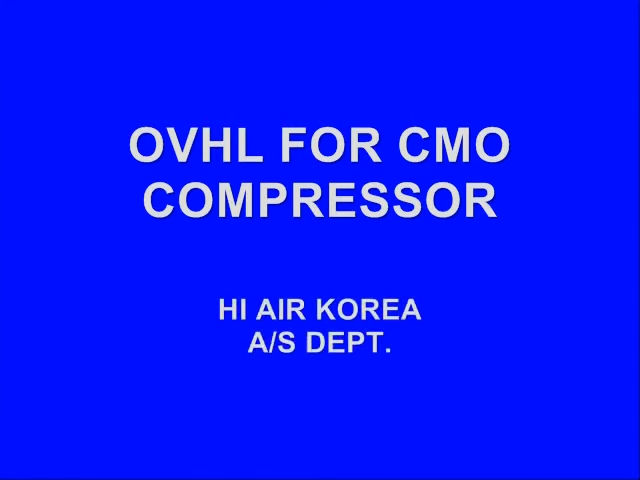 OVHL FOR CMO
COMPRESSOR
HI AIR KOREA
A/S DEPT.